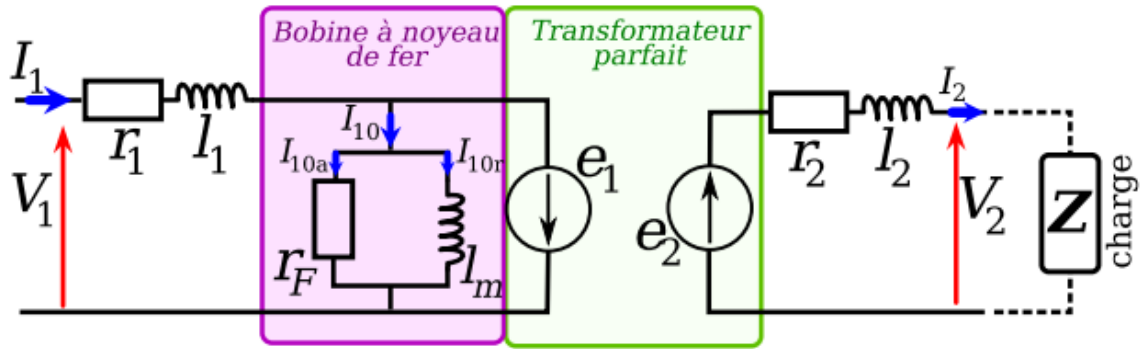 Bobine à noyeau
de fer
Transformateur
parfait
I1
r1
l1
V1
I10
I10a
I10r
rF
lm
e1
e2
r2
l2
I2
V2
Z
charge